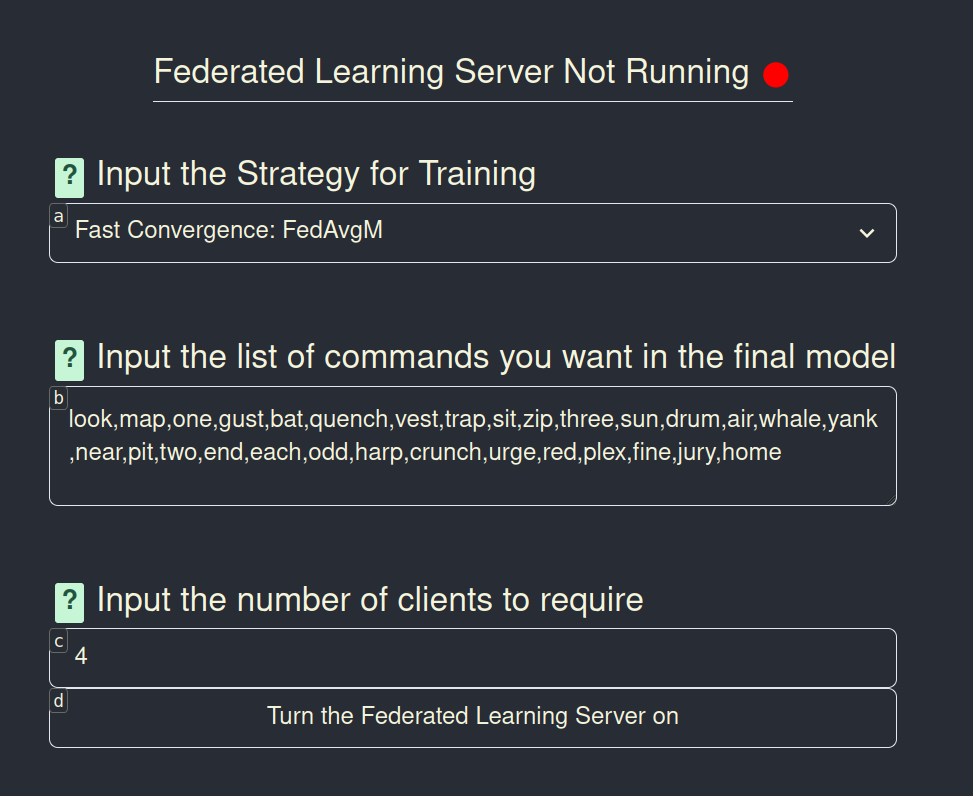 Federated Learning Server Not Running
? Input the Strategy for Training
a
Fast Convergence: FedAvgM
? Input the list of commands you want in the final model
b
look,map,one,gust,bat,quench,vest,trap,sit,zip,three,sun,drum,air,whale,yank
,near,pit,two,end,each,odd,harp,crunch,urge,red,plex,fine,jury,home
? Input the number of clients to require
c
4
d
Turn the Federated Learning Server on